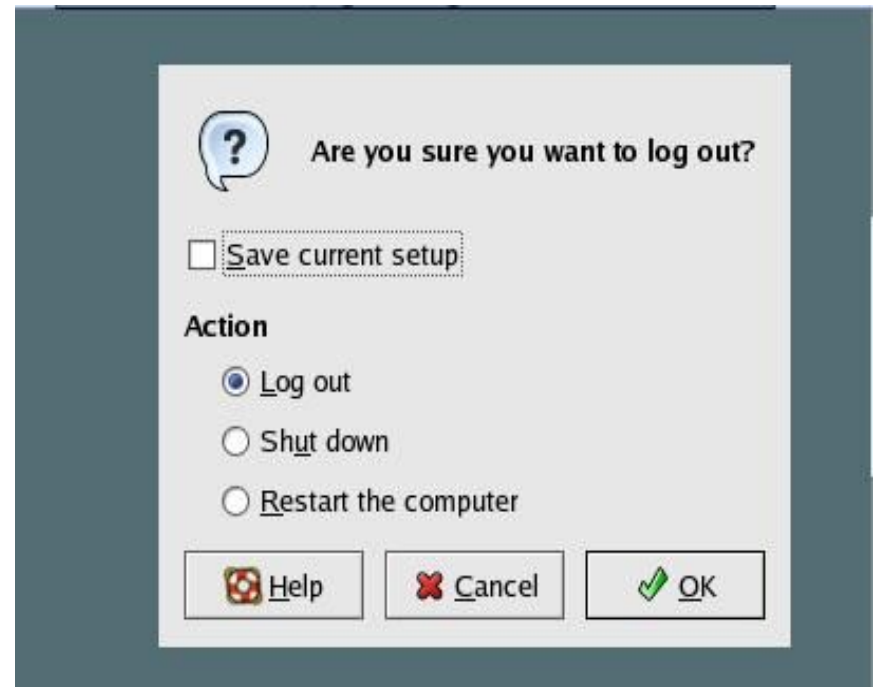 Are you sure you want to log out?
Save current setup
Action
Log out
Shut down
Restart the computer
Help Cancel OK